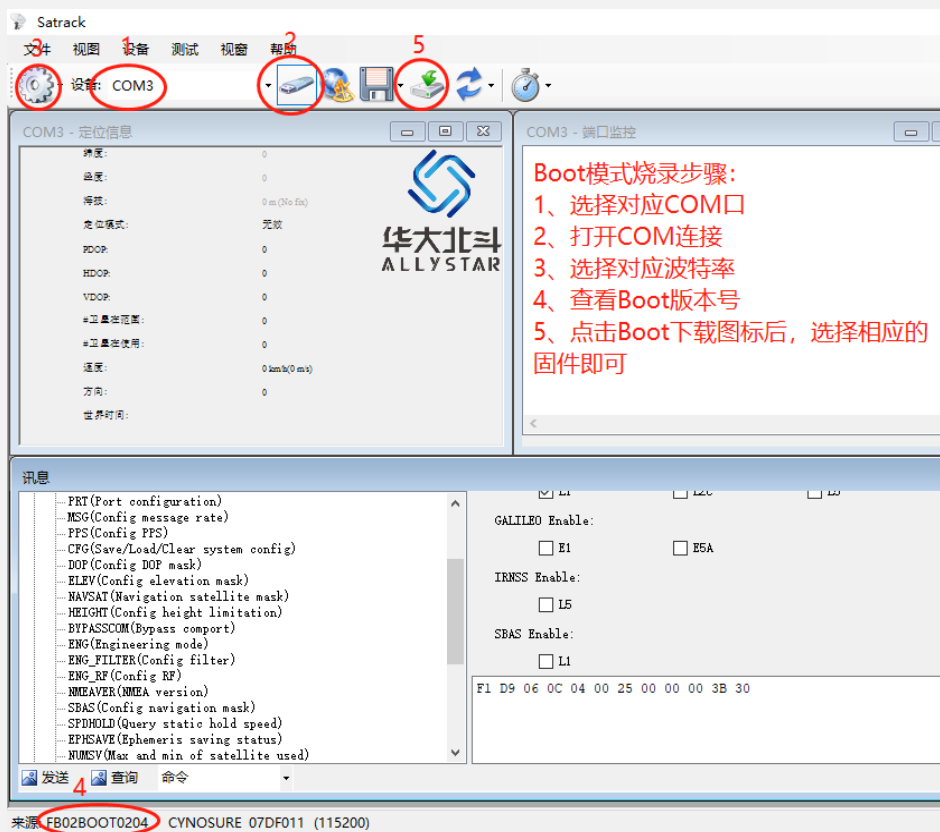 Satrack
文件 视图 设备 测试 视窗 帮助
3 1 2 5
设备: COM3
COM3 - 定位信息
纬度: 0
经度: 0
海拔: 0 m (No fix)
定位模式: 无效
PDOP: 0
HDOP: 0
VDOP: 0
#卫星在范围: 0
#卫星在使用: 0
速度: 0 km/h(0 m/s)
方向: 0
世界时间:
华大北斗
ALLYSTAR
COM3 - 端口监控
Boot模式烧录步骤:
1、选择对应COM口
2、打开COM连接
3、选择对应波特率
4、查看Boot版本号
5、点击Boot下载图标后，选择相应的
固件即可
讯息
PRT(Port configuration)
MSG(Config message rate)
PPS(Config PPS)
CFG(Save/Load/Clear system config)
DOP(Config DOP mask)
ELEV(Config elevation mask)
NAVSAT(Navigation satellite mask)
HEIGHT(Config height limitation)
BYPASSCOM(Bypass comport)
ENG(Engineering mode)
ENG_FILTER(Config filter)
ENG_RF(Config RF)
NMEAVER(NMEA version)
SBAS(Config navigation mask)
SPDHOLD(Query static hold speed)
EPHSAVE(Ephemeris saving status)
NUMSV(Max and min of satellite used)
L1 L2C L5
GALILEO Enable:
E1 E5A
IRNSS Enable:
L5
SBAS Enable:
L1
F1 D9 06 0C 04 00 25 00 00 00 3B 30
发送 查询 命令
4
来源 FB02BOOT0204 CYNOSURE 07DF011 (115200)